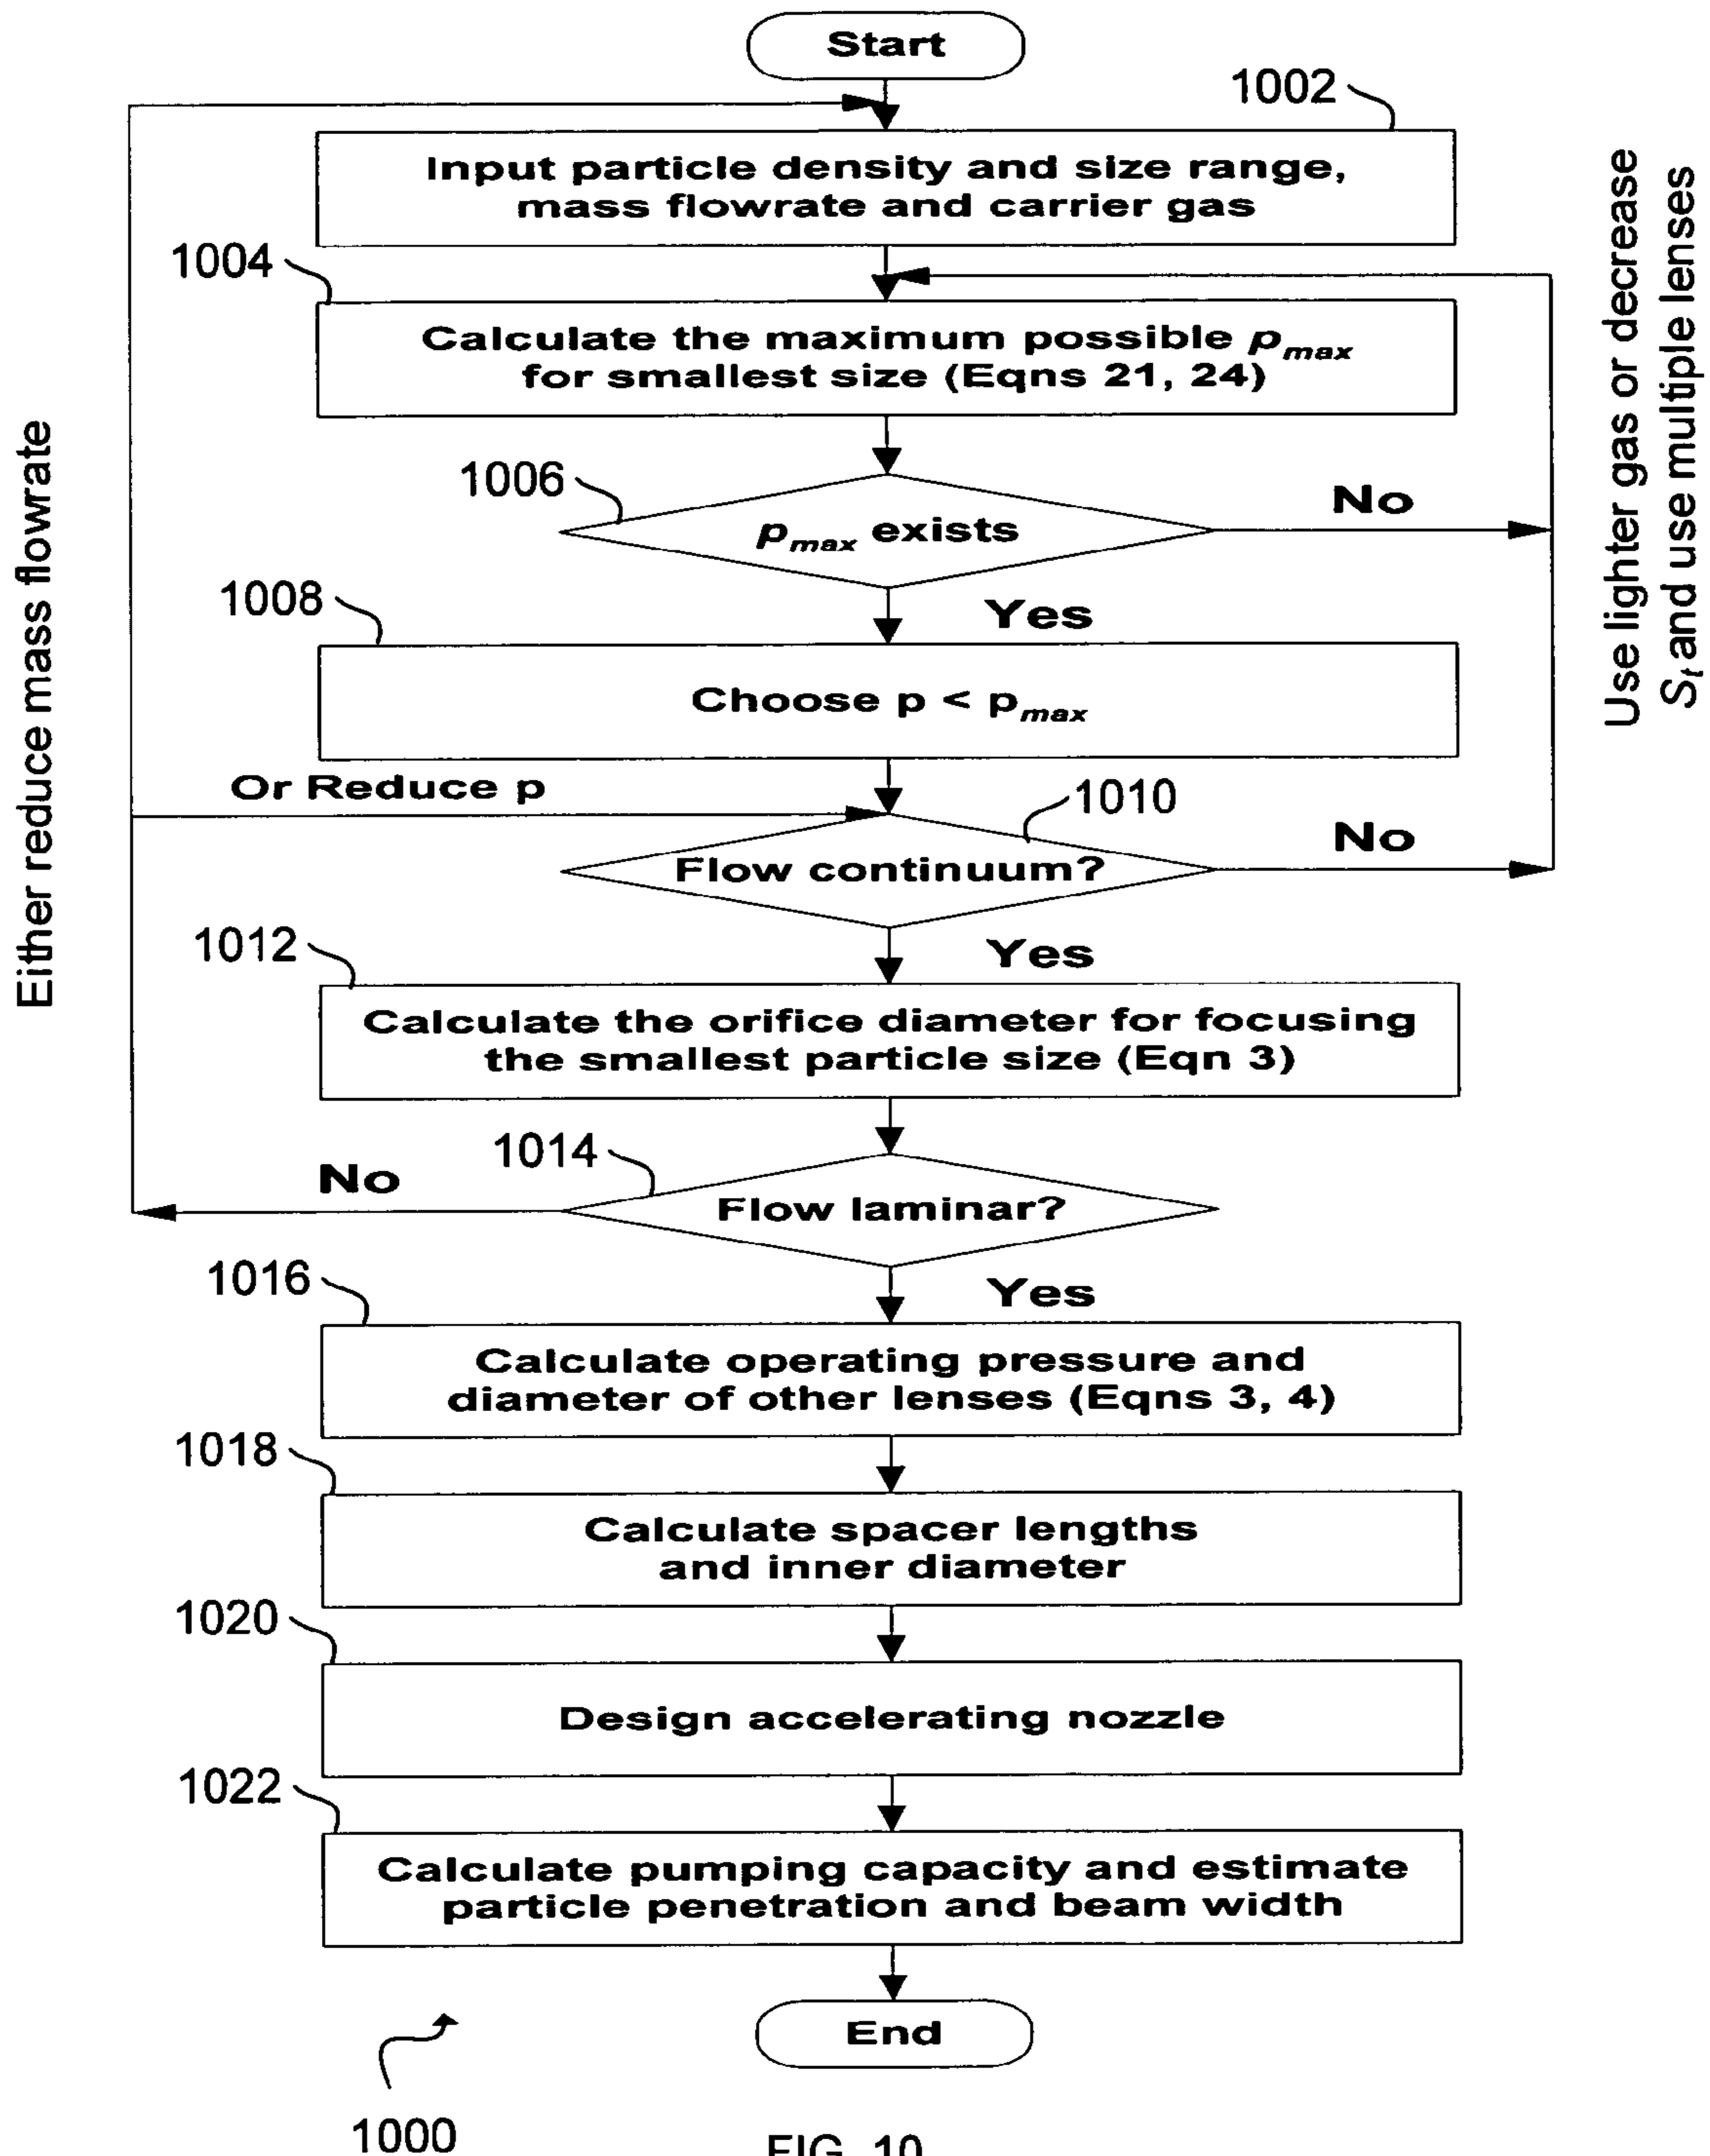 Start
1002
Input particle density and size range,
mass flowrate and carrier gas
1004
Calculate the maximum possible pmax
for smallest size (Eqns 21, 24)
1006
pmax exists
No
Yes
1008
Choose p < pmax
Or Reduce p
1010
Flow continuum?
No
Yes
1012
Calculate the orifice diameter for focusing
the smallest particle size (Eqn 3)
1014
Flow laminar?
No
Yes
1016
Calculate operating pressure and
diameter of other lenses (Eqns 3, 4)
1018
Calculate spacer lengths
and inner diameter
1020
Design accelerating nozzle
1022
Calculate pumping capacity and estimate
particle penetration and beam width
End
1000
FIG. 10
Either reduce mass flowrate
Use lighter gas or decrease
St and use multiple lenses